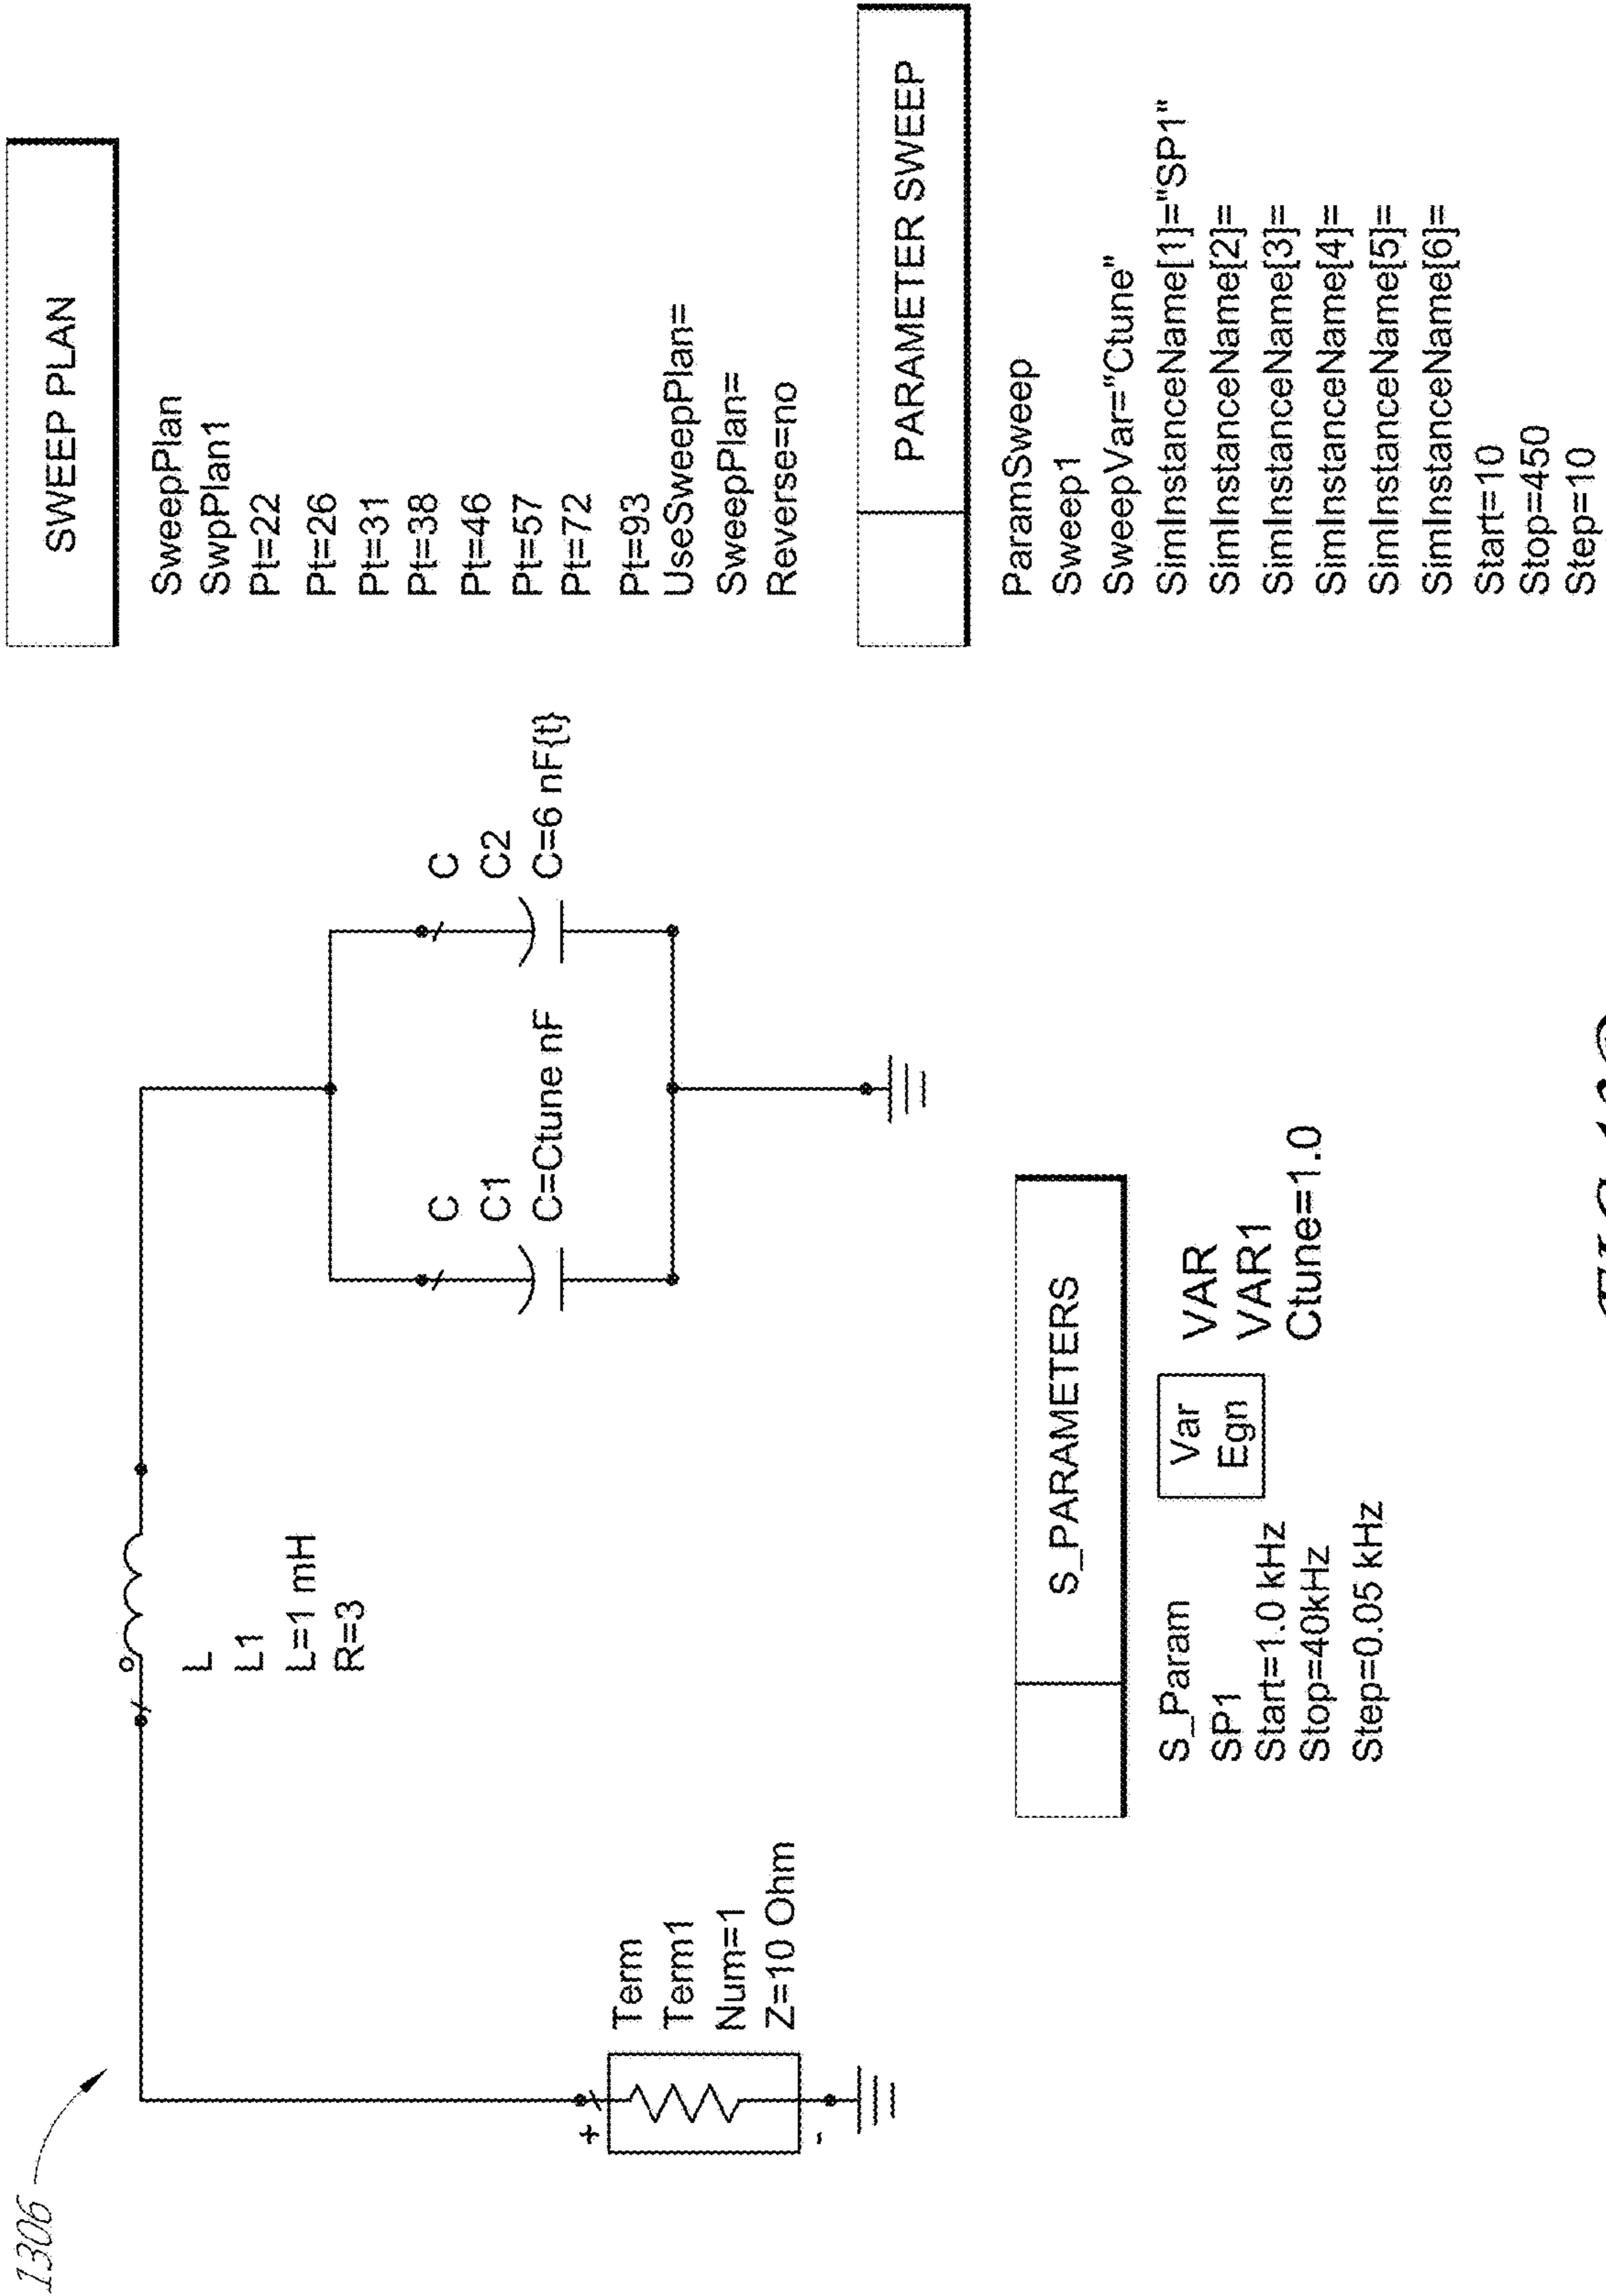 1306
L
L1
L=1 mH
R=3
Term
Term1
Num=1
Z=10 Ohm
+
-
C
C1
C=Ctune nF
C
C2
C=6 nF{t}
S_PARAMETERS
S_Param
SP1
Start=1.0 kHz
Stop=40kHz
Step=0.05 kHz
Var
Egn
VAR
VAR1
Ctune=1.0
SWEEP PLAN
SweepPlan
SwpPlan1
Pt=22
Pt=26
Pt=31
Pt=38
Pt=46
Pt=57
Pt=72
Pt=93
UseSweepPlan=
SweepPlan=
Reverse=no
PARAMETER SWEEP
ParamSweep
Sweep1
SweepVar="Ctune"
SimInstanceName[1]="SP1"
SimInstanceName[2]=
SimInstanceName[3]=
SimInstanceName[4]=
SimInstanceName[5]=
SimInstanceName[6]=
Start=10
Stop=450
Step=10